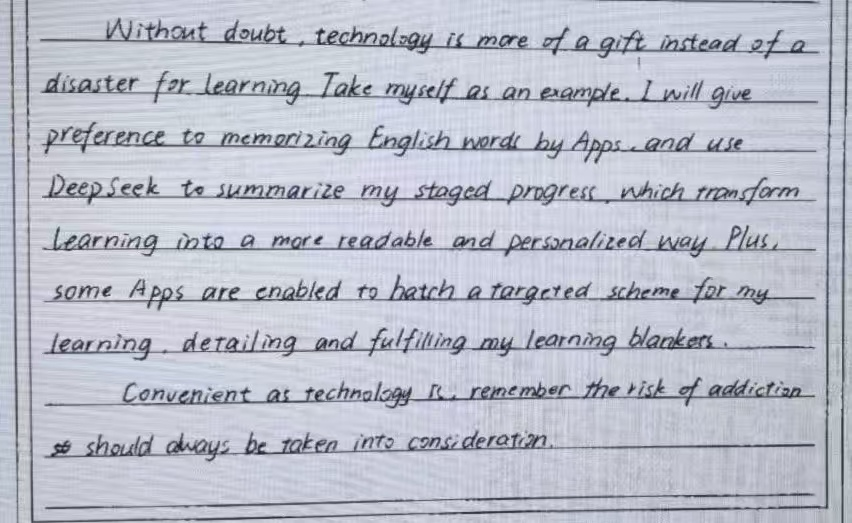 Without doubt, technology is more of a gift instead of a
disaster for learning. Take myself as an example. I will give
preference to memorizing English words by Apps, and use
DeepSeek to summarize my staged progress, which transform
learning into a more readable and personalized way. Plus,
some Apps are enabled to hatch a targeted scheme for my
learning, detailing and fulfilling my learning blankets.
Convenient as technology is, remember the risk of addiction
should always be taken into consideration.